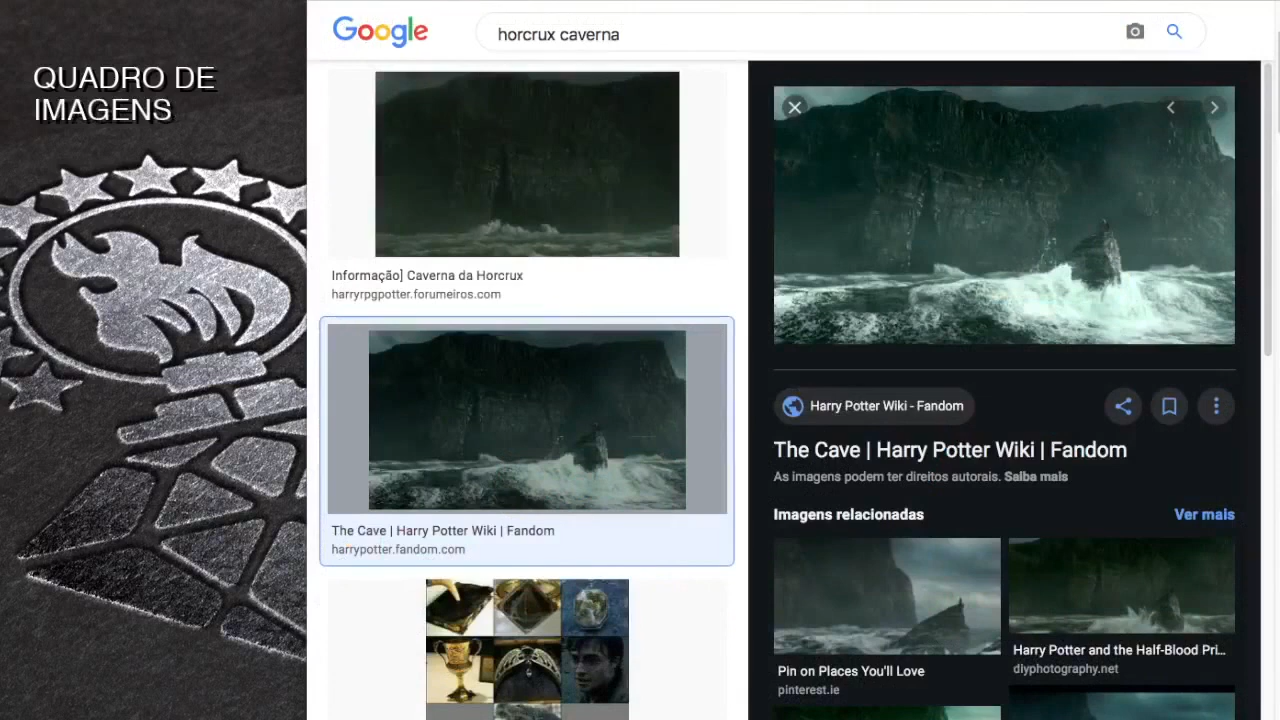 QUADRO DE
IMAGENS
Google
horcrux caverna
Informação] Caverna da Horcrux
harryrpgpotter.forumeiros.com
The Cave | Harry Potter Wiki | Fandom
harrypotter.fandom.com
Harry Potter Wiki - Fandom
The Cave | Harry Potter Wiki | Fandom
As imagens podem ter direitos autorais. Saiba mais
Imagens relacionadas
Ver mais
Pin on Places You'll Love
pinterest.ie
Harry Potter and the Half-Blood Pri...
diyphotography.net